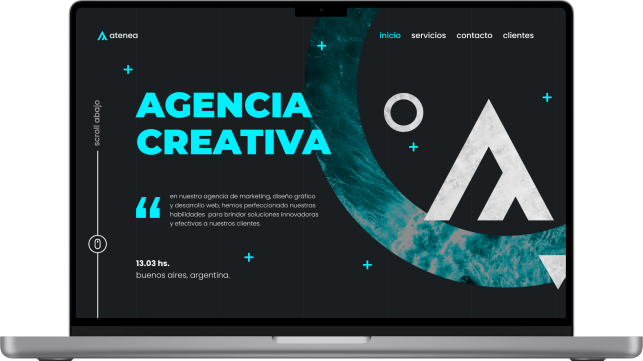 atenea
inicio servicios contacto clientes
AGENCIA
CREATIVA
scroll abajo
“ en nuestra agencia de marketing, diseño gráfico
y desarrollo web, hemos perfeccionado nuestras
habilidades para brindar soluciones innovadoras
y efectivas a nuestros clientes.
13.03 hs.
buenos aires, argentina.